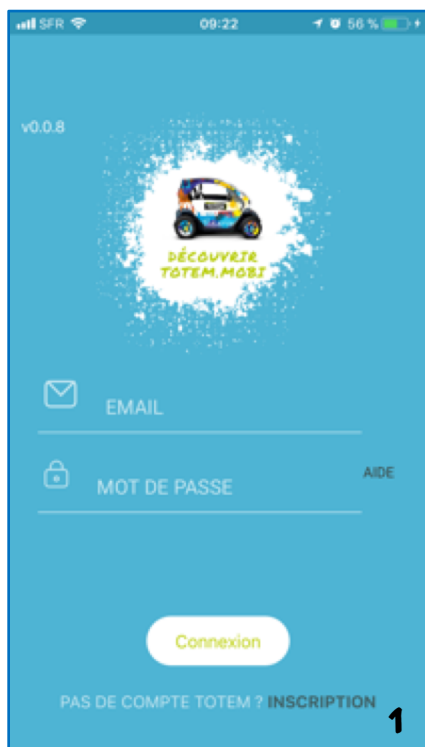 SFR 09:22 56 %
v0.0.8
DÉCOUVRIR
TOTEM.MOBI
EMAIL
MOT DE PASSE
AIDE
Connexion
PAS DE COMPTE TOTEM ? INSCRIPTION
1